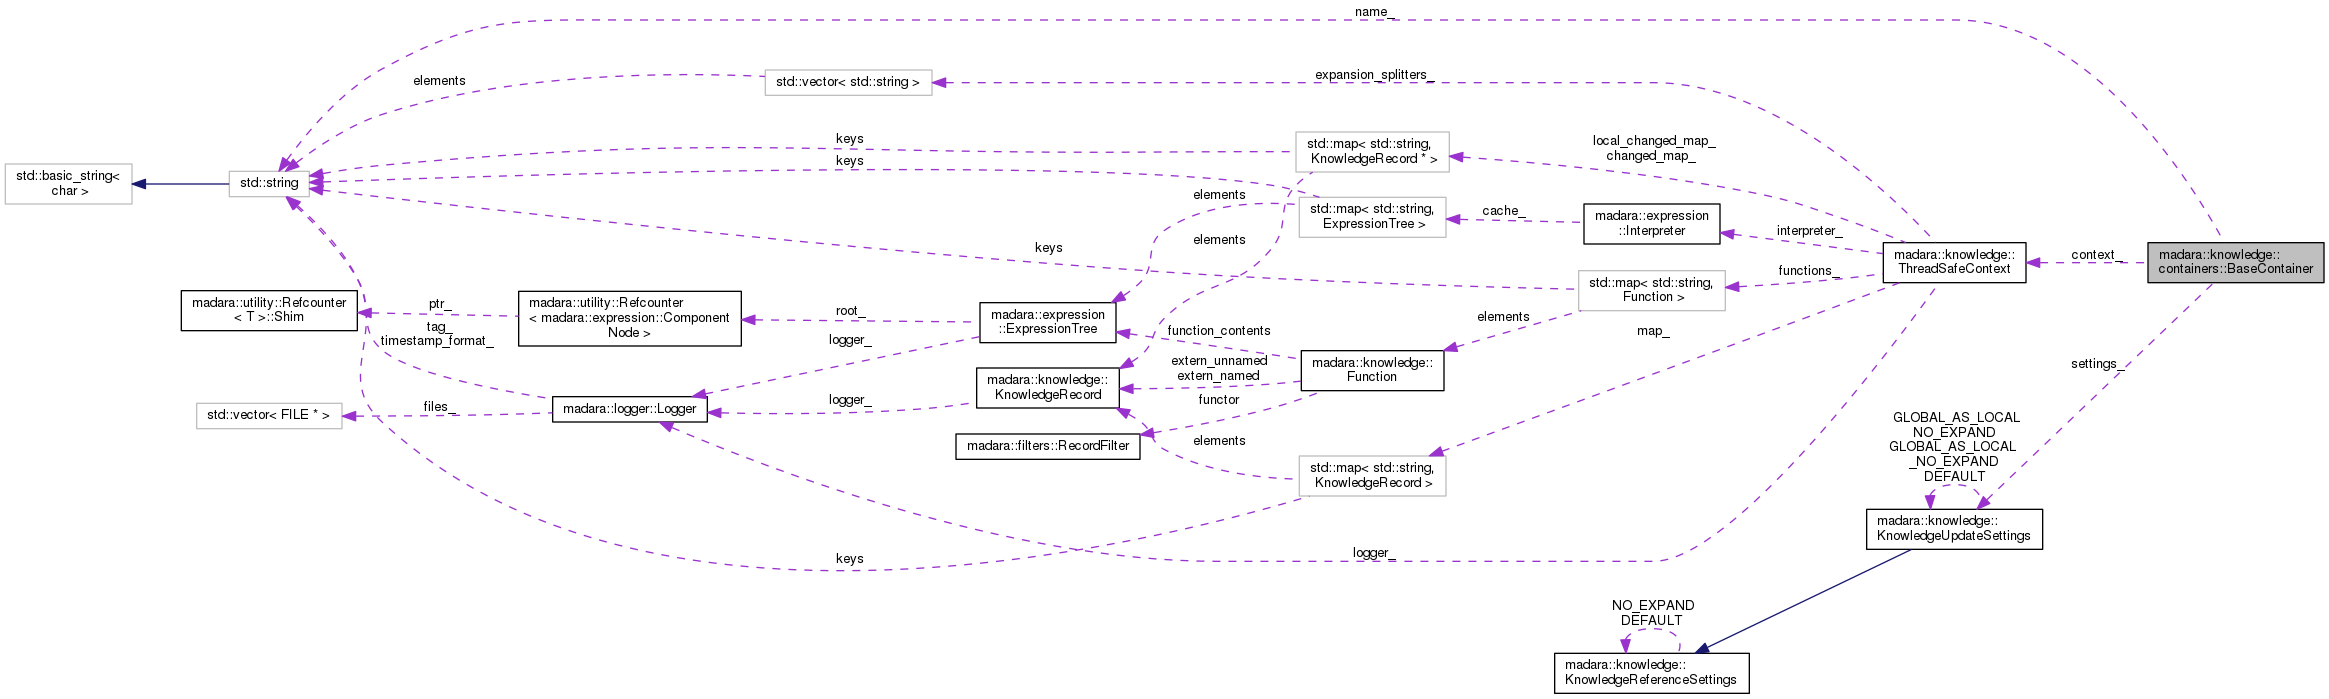 name_
elements
std::vector< std::string >
expansion_splitters_
keys
std::map< std::string,
KnowledgeRecord * >
local_changed_map_
changed_map_
keys
std::basic_string<
char >
std::string
elements
std::map< std::string,
ExpressionTree >
cache_
madara::expression
::Interpreter
interpreter_
madara::knowledge::
ThreadSafeContext
context_
madara::knowledge::
containers::BaseContainer
elements
keys
std::map< std::string,
Function >
functions_
madara::utility::Refcounter
< T >::Shim
ptr_
madara::utility::Refcounter
< madara::expression::Component
Node >
root_
madara::expression
::ExpressionTree
elements
tag_
timestamp_format_
logger_
function_contents
map_
extern_unnamed
extern_named
madara::knowledge::
Function
settings_
madara::knowledge::
KnowledgeRecord
functor
std::vector< FILE * >
files_
madara::logger::Logger
logger_
madara::filters::RecordFilter
elements
std::map< std::string,
KnowledgeRecord >
GLOBAL_AS_LOCAL
NO_EXPAND
GLOBAL_AS_LOCAL
_NO_EXPAND
DEFAULT
madara::knowledge::
KnowledgeUpdateSettings
keys
logger_
NO_EXPAND
DEFAULT
madara::knowledge::
KnowledgeReferenceSettings